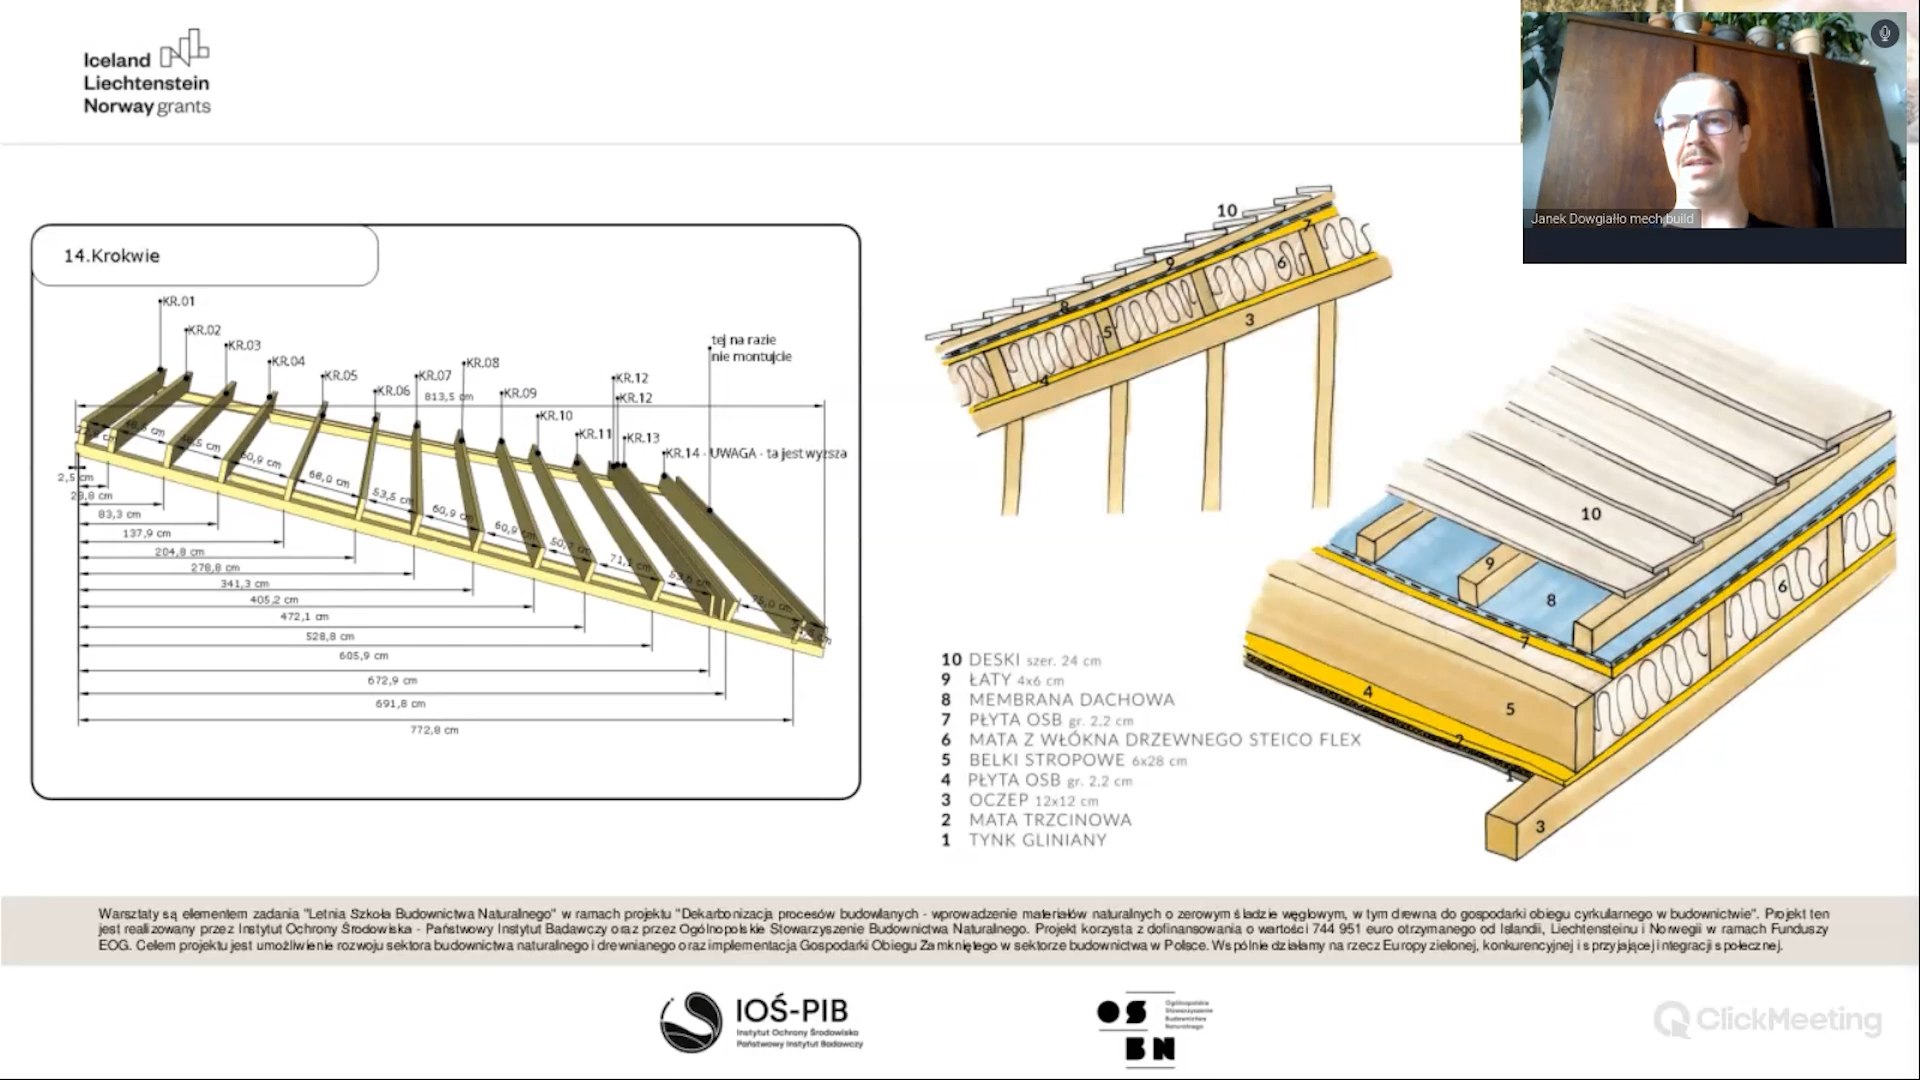 Iceland
Liechtenstein
Norway grants
Janek Dowgiałło mech.build
14.Krokwie
KR.01
KR.02
KR.03
KR.04
KR.05
KR.06
KR.07
KR.08
KR.09
KR.10
KR.11
KR.12
KR.12
KR.13
KR.14 - UWAGA - ta jest wyższa
tej na razie
nie montujcie
813,5 cm
60,9 cm
68,0 cm
53,5 cm
60,9 cm
60,9 cm
75,0 cm
2,5 cm
29,8 cm
83,3 cm
137,9 cm
204,8 cm
278,8 cm
341,3 cm
405,2 cm
472,1 cm
528,8 cm
605,9 cm
672,9 cm
691,8 cm
772,8 cm
10
9
8
7
6
5
4
3
10
9
8
7
6
5
4
3
2
1
10 DESKI szer. 24 cm
9 ŁATY 4x6 cm
8 MEMBRANA DACHOWA
7 PŁYTA OSB gr. 2,2 cm
6 MATA Z WŁÓKNA DRZEWNEGO STEICO FLEX
5 BELKI STROPOWE 6x28 cm
4 PŁYTA OSB gr. 2,2 cm
3 OCZEP 12x12 cm
2 MATA TRZCINOWA
1 TYNK GLINIANY
Warsztaty są elementem zadania "Letnia Szkoła Budownictwa Naturalnego" w ramach projektu "Dekarbonizacja procesów budowlanych - wprowadzenie materiałów naturalnych o zerowym śladzie węglowym, w tym drewna do gospodarki obiegu cyrkularnego w budownictwie". Projekt ten
jest realizowany przez Instytut Ochrony Środowiska - Państwowy Instytut Badawczy oraz przez Ogólnopolskie Stowarzyszenie Budownictwa Naturalnego. Projekt korzysta z dofinansowania o wartości 744 951 euro otrzymanego od Islandii, Liechtensteinu i Norwegii w ramach Funduszy
EOG. Celem projektu jest umożliwienie rozwoju sektora budownictwa naturalnego i drewnianego oraz implementacja Gospodarki Obiegu Zamkniętego w sektorze budownictwa w Polsce. Wspólnie działamy na rzecz Europy zielonej, konkurencyjnej i sprzyjającej integracji społecznej.
IOŚ-PIB
Instytut Ochrony Środowiska
Państwowy Instytut Badawczy
OS
BN
Ogólnopolskie
Stowarzyszenie
Budownictwa
Naturalnego
ClickMeeting